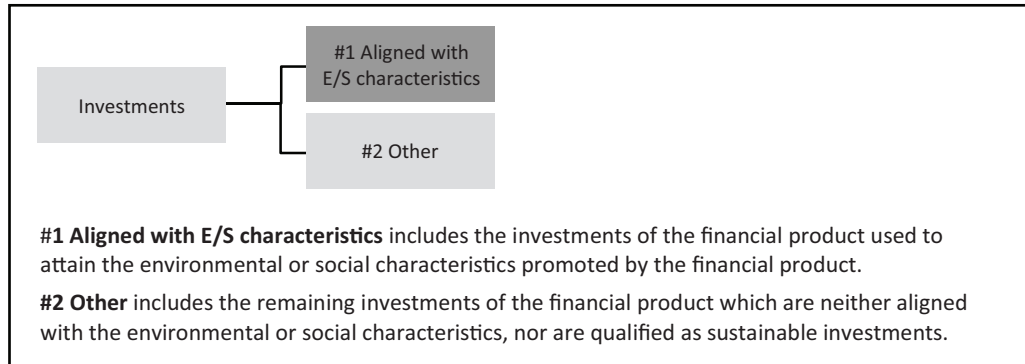 #1 Aligned with
E/S characteristics
Investments
#2 Other
#1 Aligned with E/S characteristics includes the investments of the financial product used to
attain the environmental or social characteristics promoted by the financial product.
#2 Other includes the remaining investments of the financial product which are neither aligned
with the environmental or social characteristics, nor are qualified as sustainable investments.